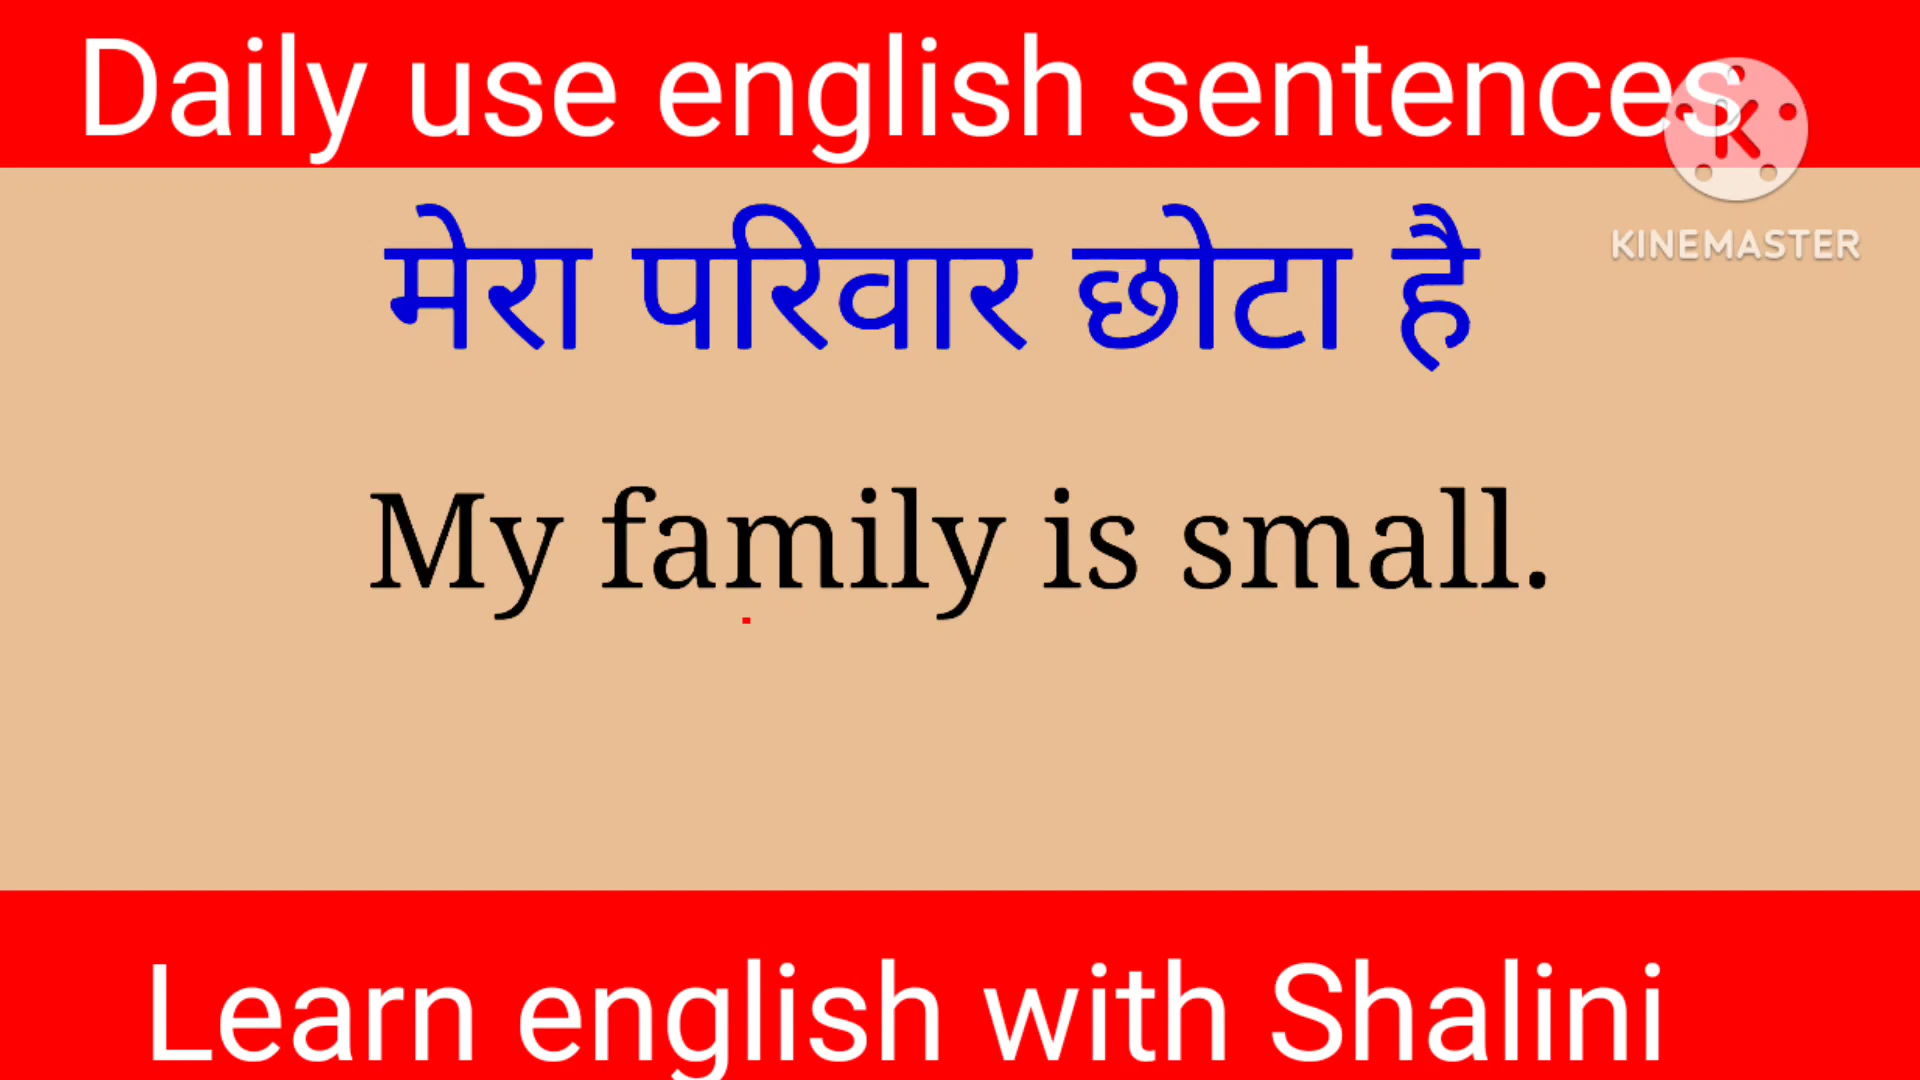 Daily use english sentences
KINEMASTER
मेरा परिवार छोटा है
My family is small.
Learn english with Shalini